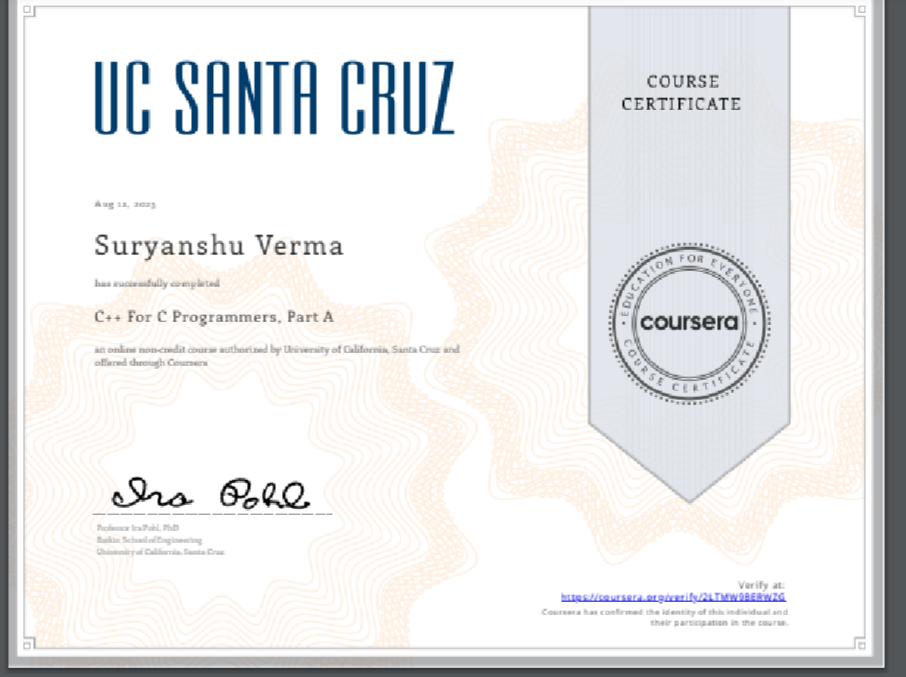 UC SANTA CRUZ
COURSE
CERTIFICATE
Aug 12, 2023
Suryanshu Verma
has successfully completed
C++ For C Programmers, Part A
an online non-credit course authorized by University of California, Santa Cruz and
offered through Coursera
EDUCATION FOR EVERYONE
coursera
COURSE CERTIFICATE
Ira Pohl
Professor Ira Pohl, PhD
Baskin School of Engineering
University of California, Santa Cruz
Verify at:
https://coursera.org/verify/2LTMW9BERWZG
Coursera has confirmed the identity of this individual and
their participation in the course.